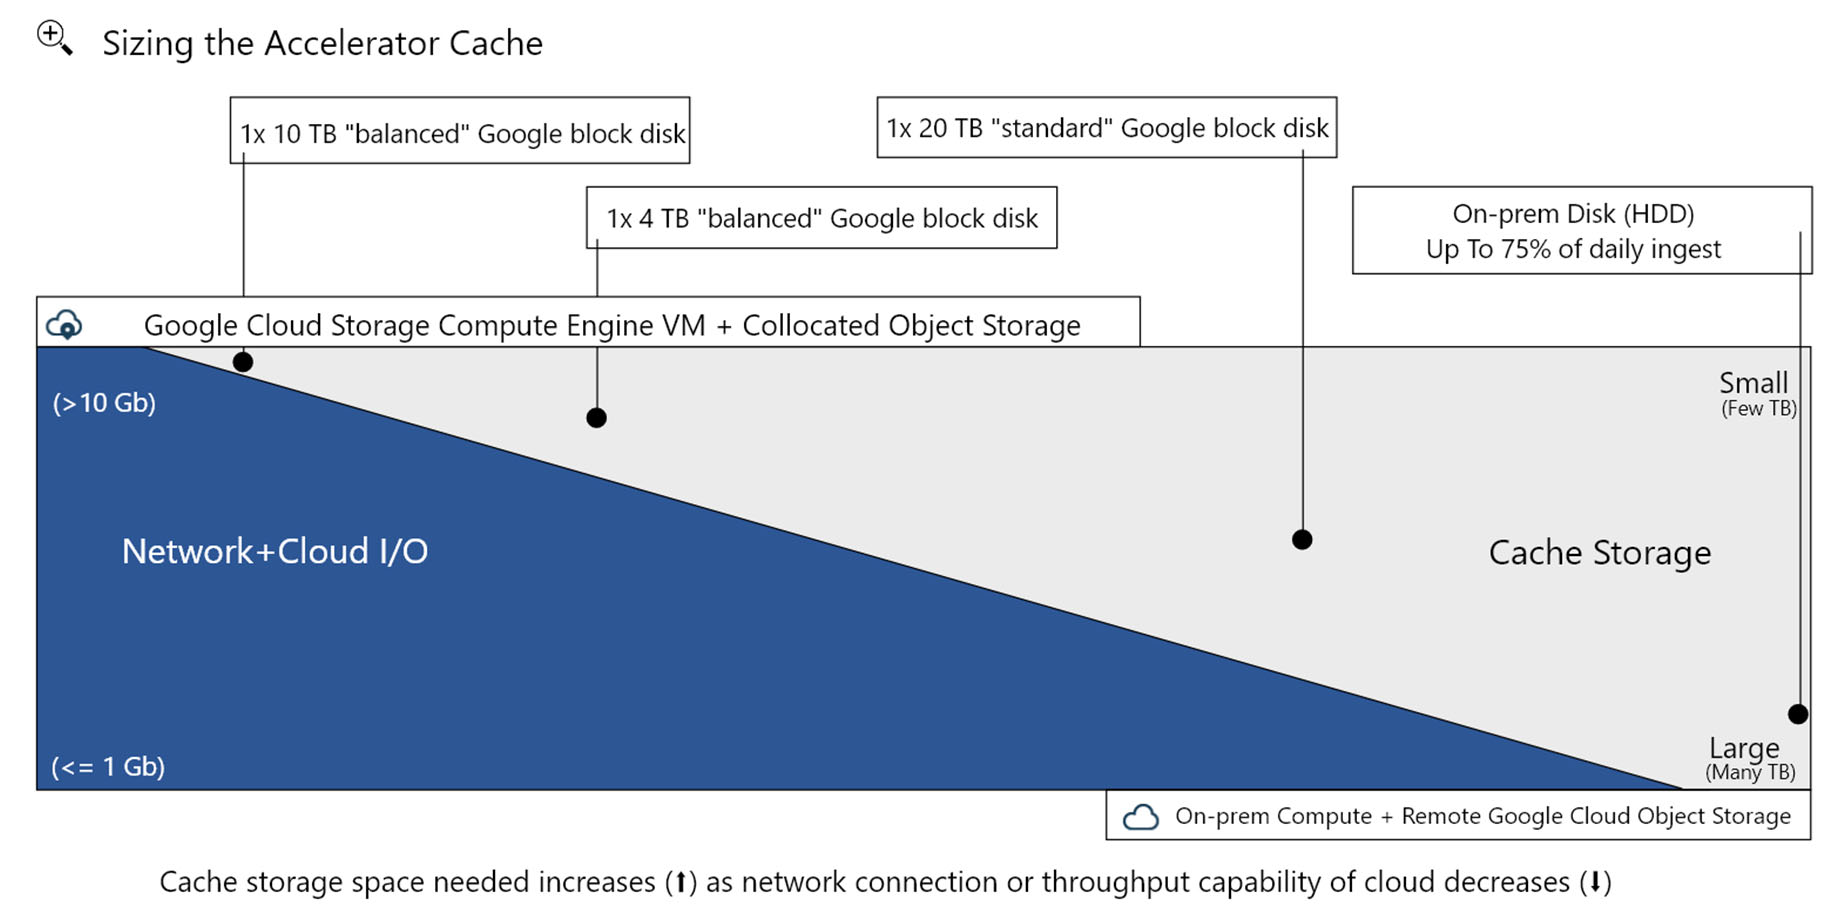 Sizing the Accelerator Cache
1x 10 TB "balanced" Google block disk
1x 20 TB "standard" Google block disk
1x 4 TB "balanced" Google block disk
On-prem Disk (HDD)
Up To 75% of daily ingest
Google Cloud Storage Compute Engine VM + Collocated Object Storage
(>10 Gb)
Small
(Few TB)
Network+Cloud I/O
Cache Storage
(<= 1 Gb)
Large
(Many TB)
On-prem Compute + Remote Google Cloud Object Storage
Cache storage space needed increases (⬆) as network connection or throughput capability of cloud decreases (⬇)